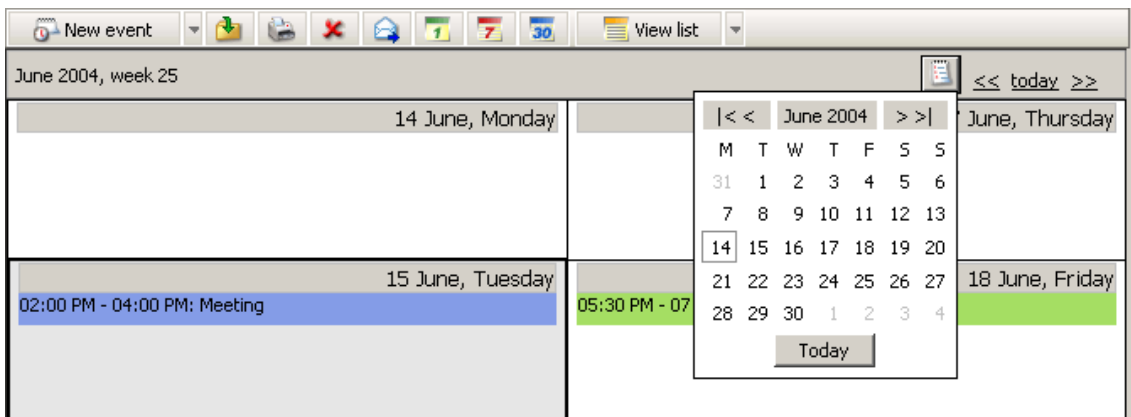 New event 1 7 30 View list
June 2004, week 25 << today >>
14 June, Monday June, Thursday
|< < June 2004 > >|
M T W T F S S
31 1 2 3 4 5 6
7 8 9 10 11 12 13
14 15 16 17 18 19 20
21 22 23 24 25 26 27
28 29 30 1 2 3 4
Today
15 June, Tuesday 18 June, Friday
02:00 PM - 04:00 PM: Meeting 05:30 PM - 07